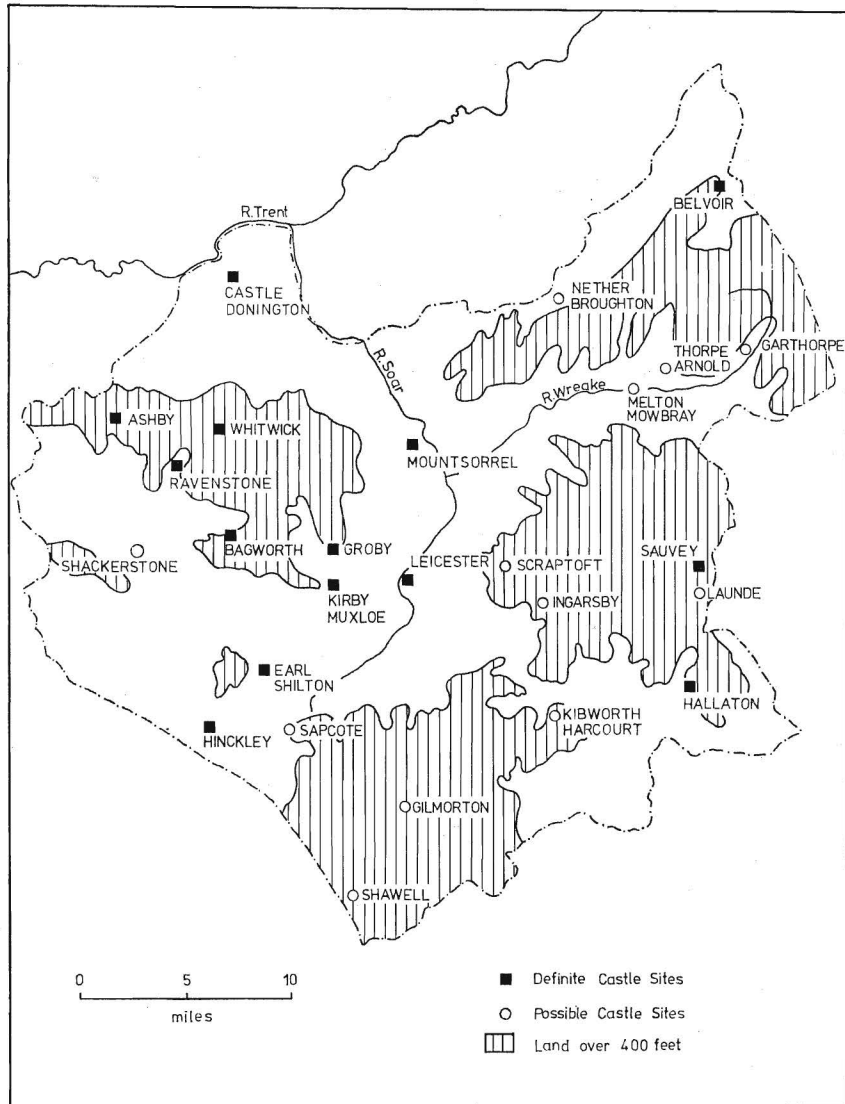 R.Trent
BELVOIR
CASTLE
DONINGTON
NETHER
BROUGHTON
R.Soar
THORPE
ARNOLD
GARTHORPE
R.Wreake
MELTON
MOWBRAY
ASHBY
WHITWICK
MOUNTSORREL
RAVENSTONE
BAGWORTH
GROBY
SHACKERSTONE
LEICESTER
SCRAPTOFT
SAUVEY
KIRBY
MUXLOE
INGARSBY
LAUNDE
EARL
SHILTON
HALLATON
HINCKLEY
SAPCOTE
KIBWORTH
HARCOURT
GILMORTON
SHAWELL
0 5 10
miles
Definite Castle Sites
Possible Castle Sites
Land over 400 feet